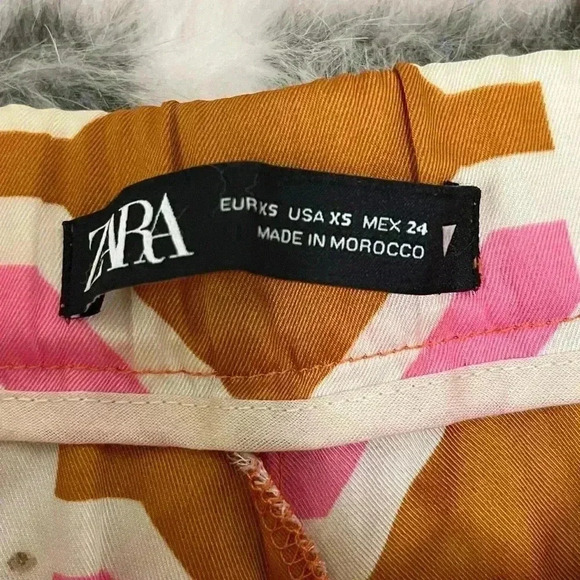 ZARA
EUR XS USA XS MEX 24
MADE IN MOROCCO